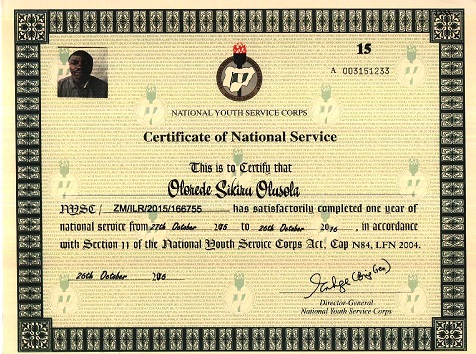 15
A 003151233
NATIONAL YOUTH SERVICE CORPS
Certificate of National Service
This is to Certify that
Olorede Sikiru Olusola
NYSC/ ZM/ILR/2015/166755 has satisfactorily completed one year of
national service from 27th October to 26th October 2016, in accordance
with Section 11 of the National Youth Service Corps Act, Cap N84, LFN 2004.
26th October
Director-General
National Youth Service Corps